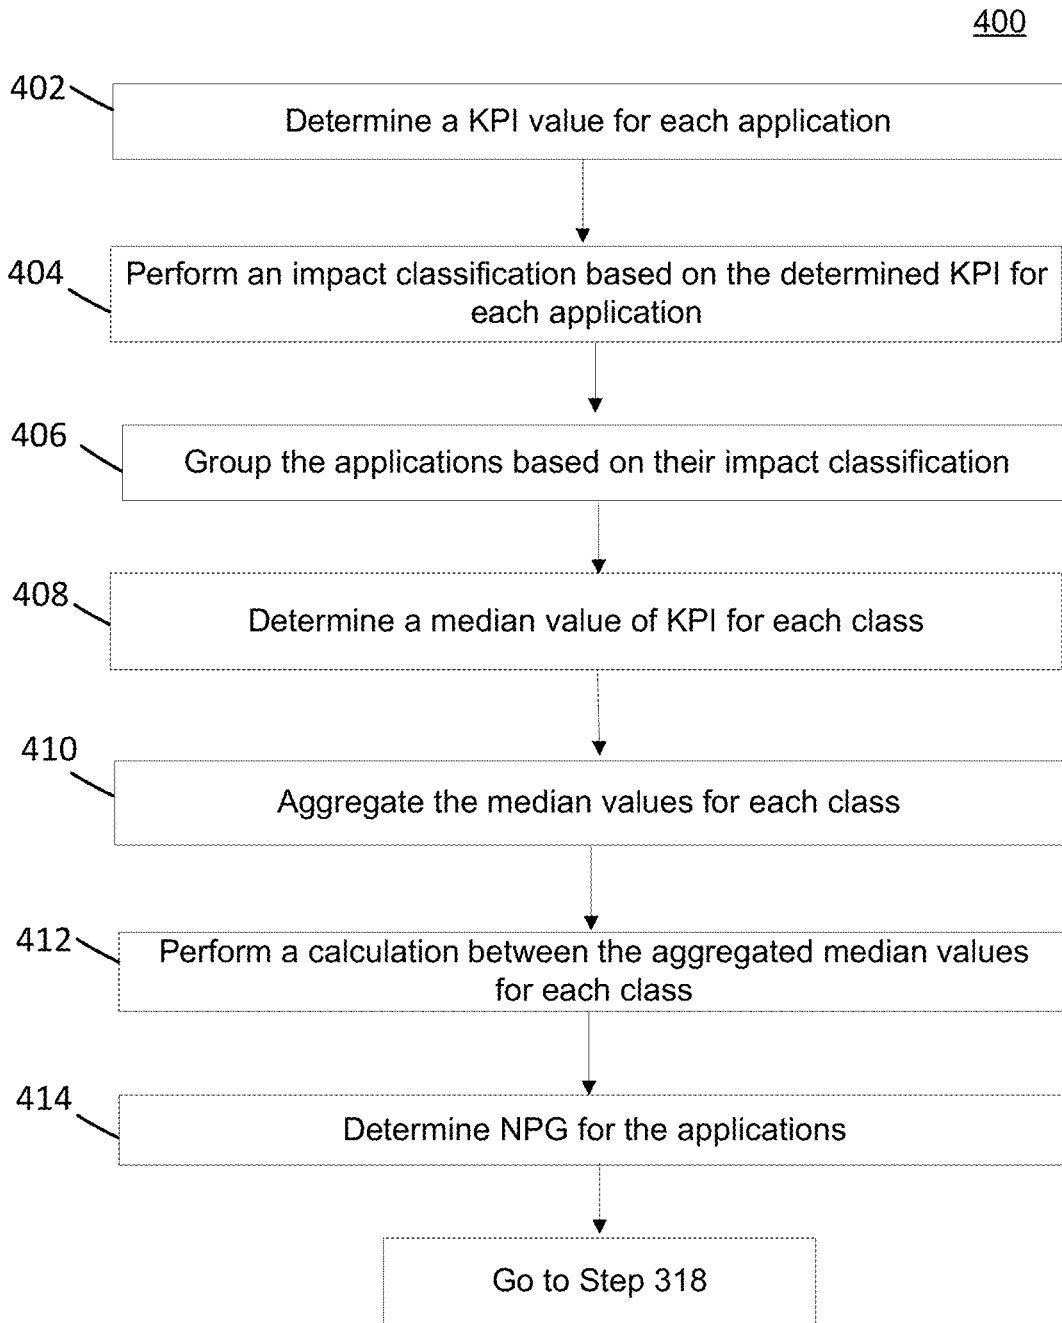 400
402
Determine a KPI value for each application
404
Perform an impact classification based on the determined KPI for
each application
406
Group the applications based on their impact classification
408
Determine a median value of KPI for each class
410
Aggregate the median values for each class
412
Perform a calculation between the aggregated median values
for each class
414
Determine NPG for the applications
Go to Step 318